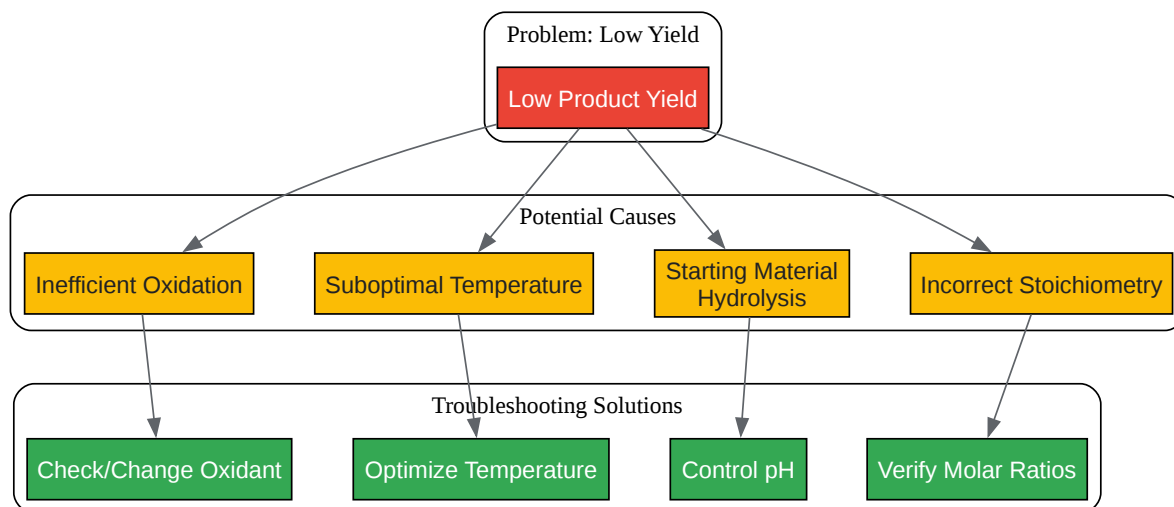 Problem: Low Yield
Low Product Yield
Potential Causes
Inefficient Oxidation
Suboptimal Temperature
Starting Material
Hydrolysis
Incorrect Stoichiometry
Troubleshooting Solutions
Check/Change Oxidant
Optimize Temperature
Control pH
Verify Molar Ratios